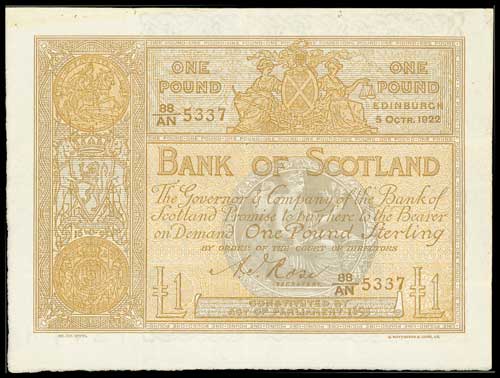 ONE POUND
ONE POUND
88/AN 5337
EDINBURGH
5 OCTR. 1922
BANK OF SCOTLAND
The Governor & Company of the Bank of
Scotland Promise to pay here to the Bearer
on Demand One Pound Sterling
BY ORDER OF THE COURT OF DIRECTORS
A. J. Rose
SECRETARY
88/AN 5337
£1
£1
CONSTITUTED BY
ACT OF PARLIAMENT 1695